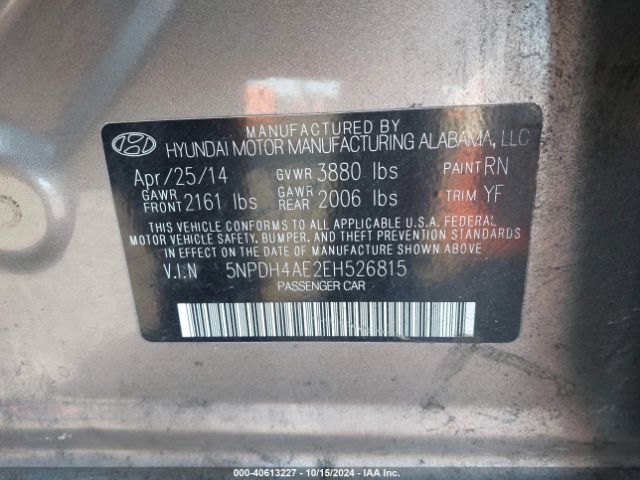 MANUFACTURED BY
HYUNDAI MOTOR MANUFACTURING ALABAMA, LLC
Apr/25/14 GVWR 3880 lbs PAINT RN
GAWR FRONT 2161 lbs GAWR REAR 2006 lbs TRIM YF
THIS VEHICLE CONFORMS TO ALL APPLICABLE U.S.A. FEDERAL
MOTOR VEHICLE SAFETY, BUMPER, AND THEFT PREVENTION STANDARDS
IN EFFECT ON THE DATE OF MANUFACTURE SHOWN ABOVE.
V.I.N 5NPDH4AE2EH526815
PASSENGER CAR
000-40613227 - 10/15/2024 - IAA Inc.